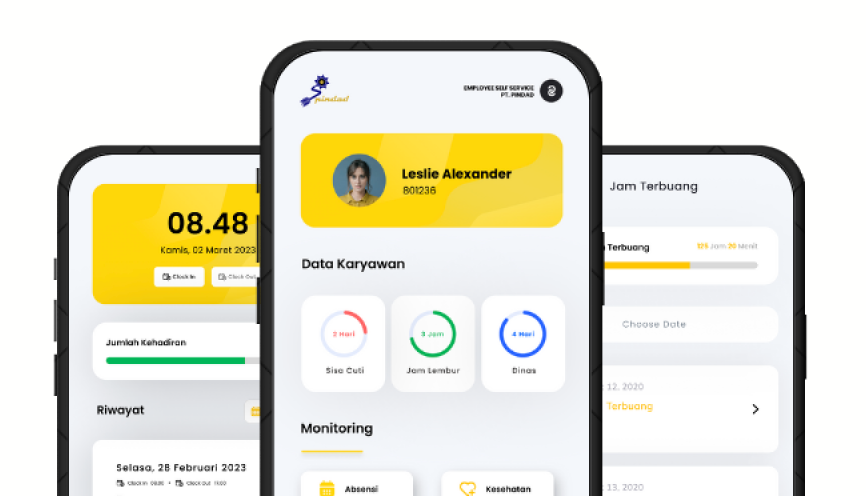 08.48
Kamis, 02 Maret 2023
Clock In
Clock Out
Jumlah Kehadiran
Riwayat
Selasa, 28 Februari 2023
Clock In 08.00 • Clock Out 17.00
pindad
EMPLOYEE SELF SERVICE
PT. PINDAD
Leslie Alexander
801236
Data Karyawan
2 Hari
Sisa Cuti
3 Jam
Jam Lembur
4 Hari
Dinas
Monitoring
Absensi
Kesehatan
Jam Terbuang
Terbuang
125 Jam 20 Menit
Choose Date
12, 2020
Terbuang
13, 2020